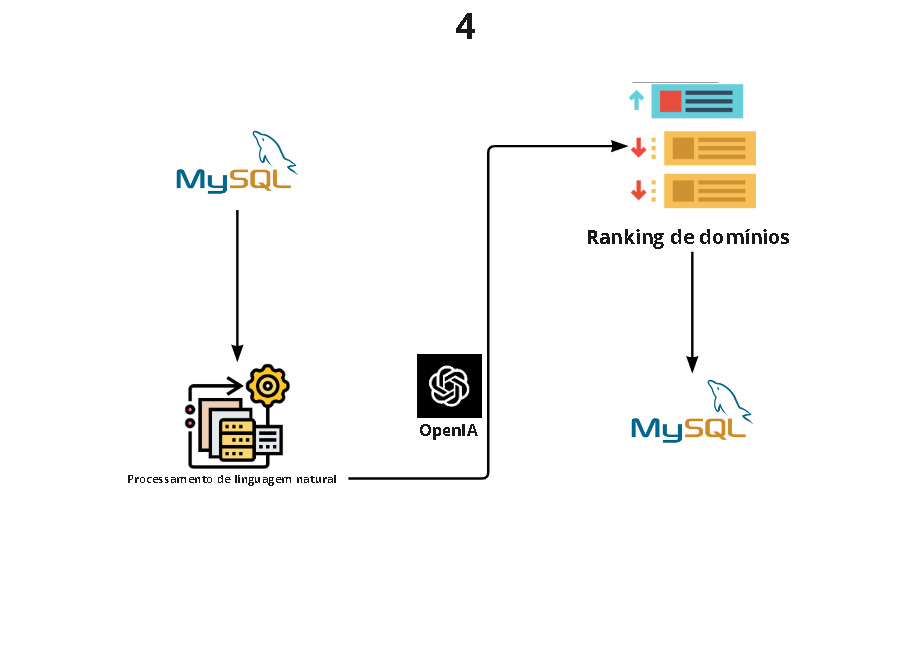 4
MySQL
Ranking de domínios
OpenIA
MySQL
Processamento de linguagem natural